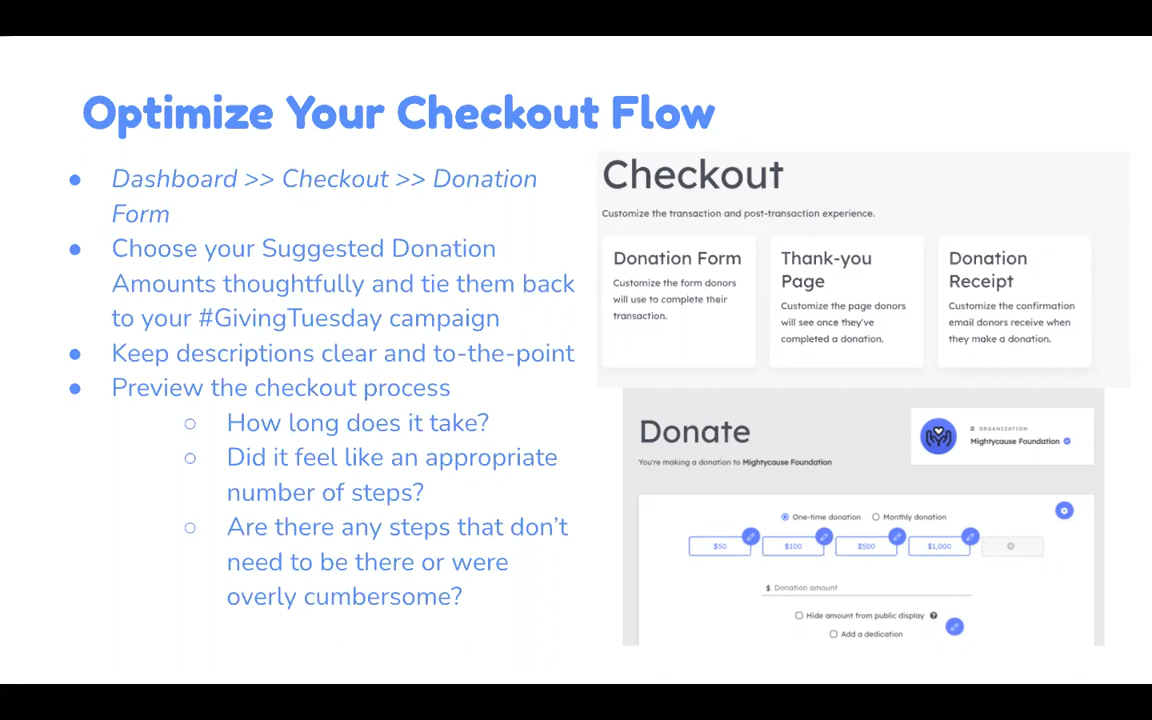 Optimize Your Checkout Flow
● Dashboard >> Checkout >> Donation
Form
● Choose your Suggested Donation
Amounts thoughtfully and tie them back
to your #GivingTuesday campaign
● Keep descriptions clear and to-the-point
● Preview the checkout process
○ How long does it take?
○ Did it feel like an appropriate
number of steps?
○ Are there any steps that don’t
need to be there or were
overly cumbersome?
Checkout
Customize the transaction and post-transaction experience.
Donation Form
Customize the form donors
will use to complete their
transaction.
Thank-you
Page
Customize the page donors
will see once they've
completed a donation.
Donation
Receipt
Customize the confirmation
email donors receive when
they make a donation.
Donate
You're making a donation to Mightycause Foundation
ORGANIZATION
Mightycause Foundation
One-time donation Monthly donation
$50 $100 $500 $1,000
$ Donation amount
Hide amount from public display
Add a dedication